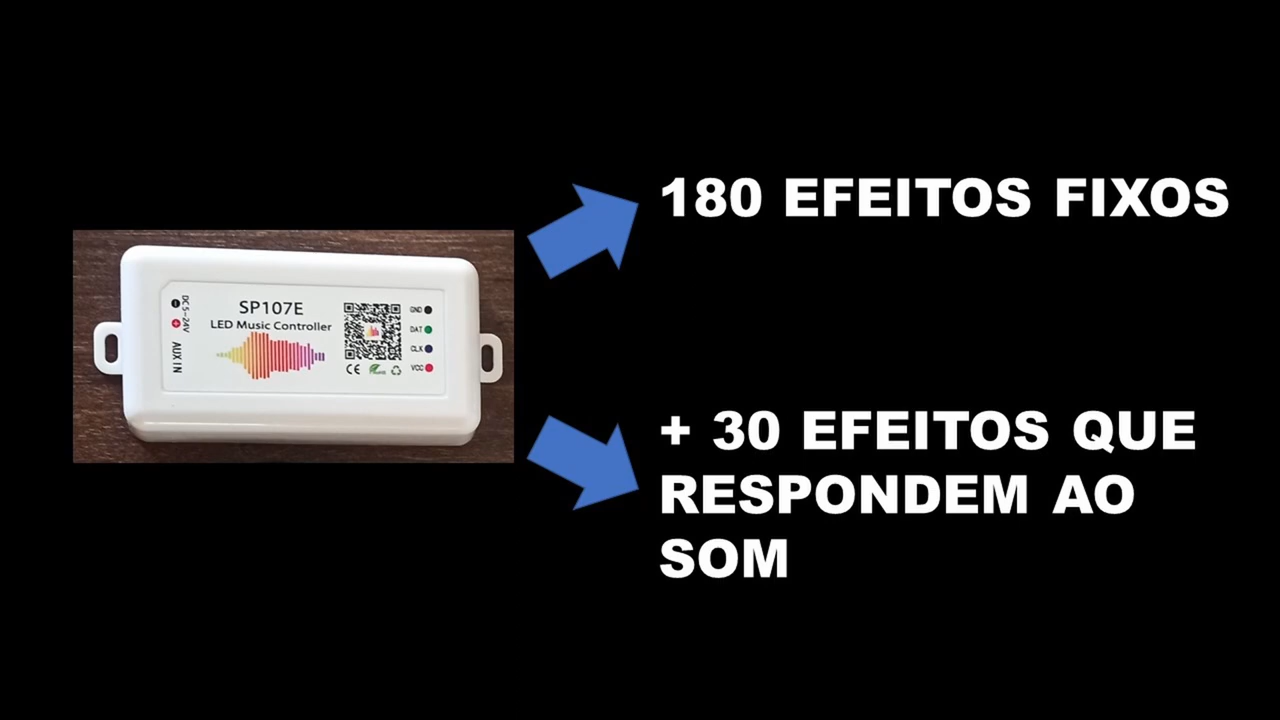 180 EFEITOS FIXOS
SP107E
LED Music Controller
DC5~24V
AUX IN
GND
DAT
CLK
VCC
CE
RoHS
+ 30 EFEITOS QUE
RESPONDEM AO
SOM